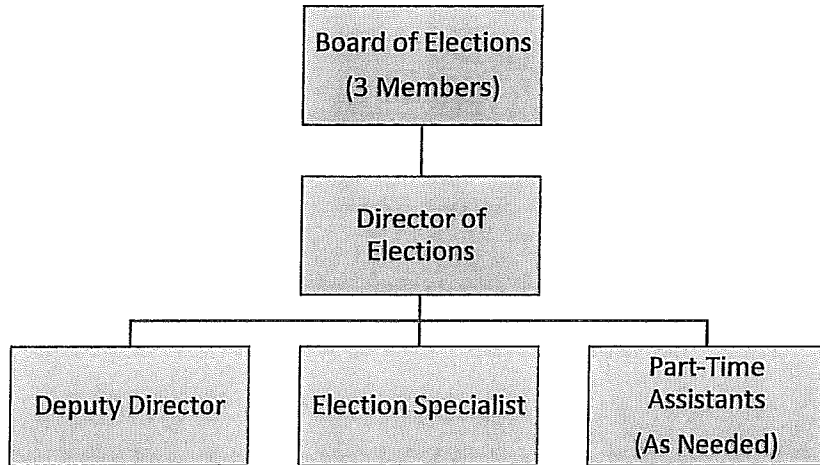 Board of Elections
(3 Members)
Director of
Elections
Deputy Director
Election Specialist
Part-Time
Assistants
(As Needed)